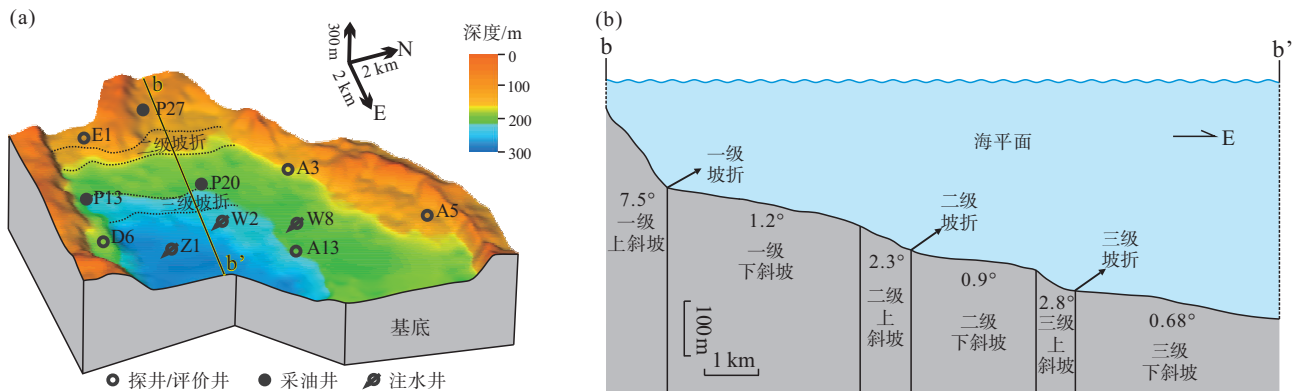 (a)
300 m
N
2 km
2 km
E
深度/m
0
100
200
300
b
P27
E1
二级坡折
A3
P20
P13
三级坡折
W2
W8
A5
D6
Z1
A13
b'
基底
探井/评价井
采油井
注水井
(b)
b
b'
海平面
E
一级
坡折
二级
坡折
三级
坡折
7.5°
一级
上斜坡
1.2°
一级
下斜坡
2.3°
二级
上
斜坡
0.9°
二级
下斜坡
2.8°
三级
上
斜坡
0.68°
三级
下斜坡
100 m
1 km